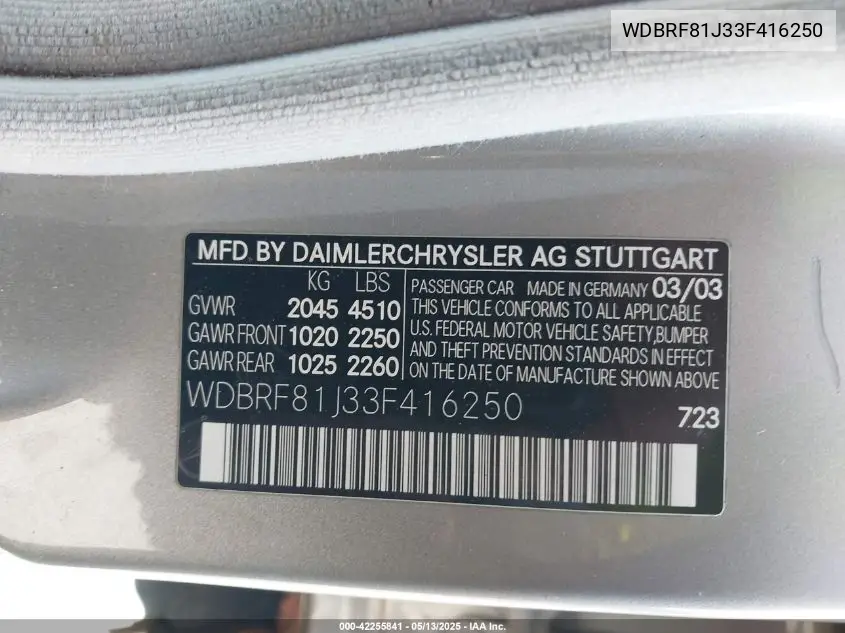 WDBRF81J33F416250
MFD BY DAIMLERCHRYSLER AG STUTTGART
KG LBS
GVWR 2045 4510
GAWR FRONT 1020 2250
GAWR REAR 1025 2260
PASSENGER CAR MADE IN GERMANY 03/03
THIS VEHICLE CONFORMS TO ALL APPLICABLE
U.S. FEDERAL MOTOR VEHICLE SAFETY,BUMPER
AND THEFT PREVENTION STANDARDS IN EFFECT
ON THE DATE OF MANUFACTURE SHOWN ABOVE
WDBRF81J33F416250
723
000-42255841 - 05/13/2025 - IAA Inc.